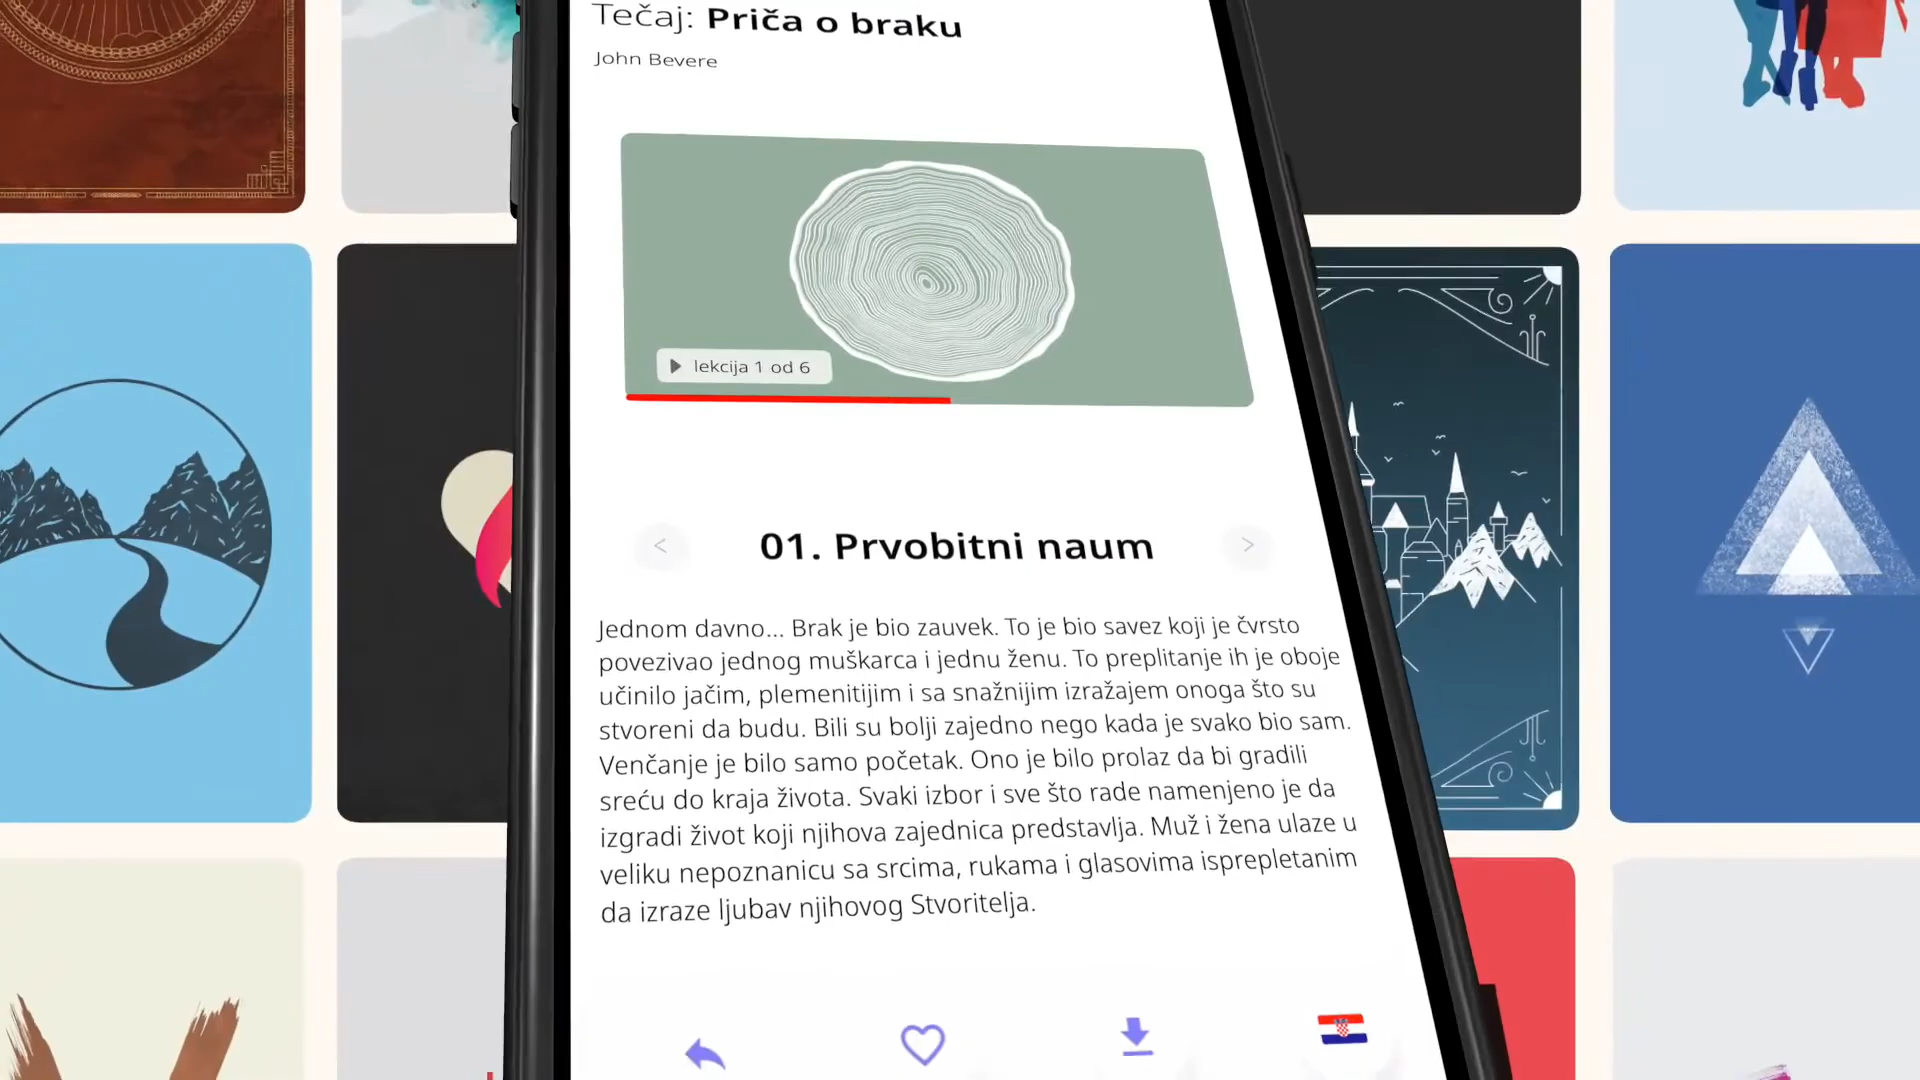 Tečaj: Priča o braku
John Bevere
lekcija 1 od 6
<
01. Prvobitni naum
>
Jednom davno... Brak je bio zauvek. To je bio savez koji je čvrsto
povezivao jednog muškarca i jednu ženu. To preplitanje ih je oboje
učinilo jačim, plemenitijim i sa snažnijim izražajem onoga što su
stvoreni da budu. Bili su bolji zajedno nego kada je svako bio sam.
Venčanje je bilo samo početak. Ono je bilo prolaz da bi gradili
sreću do kraja života. Svaki izbor i sve što rade namenjeno je da
izgradi život koji njihova zajednica predstavlja. Muž i žena ulaze u
veliku nepoznanicu sa srcima, rukama i glasovima isprepletanim
da izraze ljubav njihovog Stvoritelja.